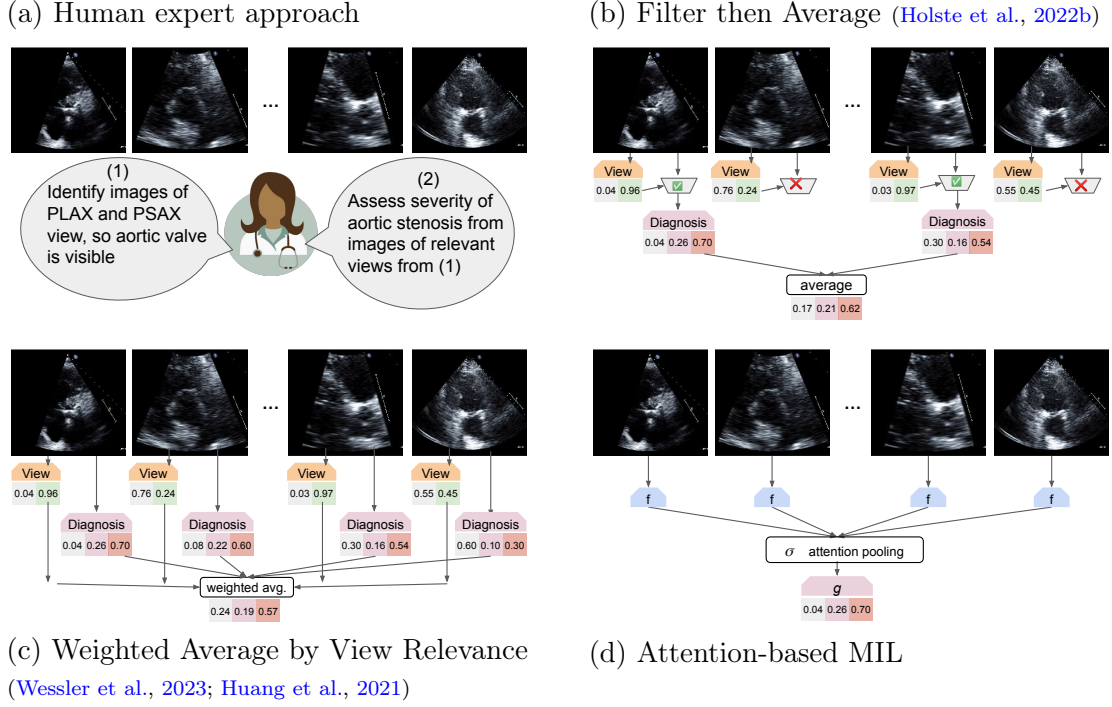 (a) Human expert approach
...
(1)
Identify images of
PLAX and PSAX
view, so aortic valve
is visible
(2)
Assess severity of
aortic stenosis from
images of relevant
views from (1)
(b) Filter then Average (Holste et al., 2022b)
...
View View View View
0.04 0.96 0.76 0.24 0.03 0.97 0.55 0.45
Diagnosis Diagnosis
0.04 0.26 0.70 0.30 0.16 0.54
average
0.17 0.21 0.62
...
View View View View
0.04 0.96 0.76 0.24 0.03 0.97 0.55 0.45
Diagnosis Diagnosis Diagnosis Diagnosis
0.04 0.26 0.70 0.08 0.22 0.60 0.30 0.16 0.54 0.60 0.10 0.30
weighted avg.
0.24 0.19 0.57
(c) Weighted Average by View Relevance
(Wessler et al., 2023; Huang et al., 2021)
...
f f f f
σ attention pooling
g
0.04 0.26 0.70
(d) Attention-based MIL